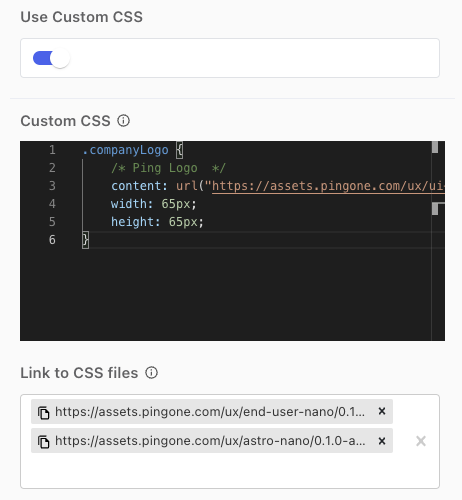 Use Custom CSS
Custom CSS
1 .companyLogo {
2 /* Ping Logo */
3 content: url("https://assets.pingone.com/ux/ui-
4 width: 65px;
5 height: 65px;
6 }
Link to CSS files
https://assets.pingone.com/ux/end-user-nano/0.1...
https://assets.pingone.com/ux/astro-nano/0.1.0-a...